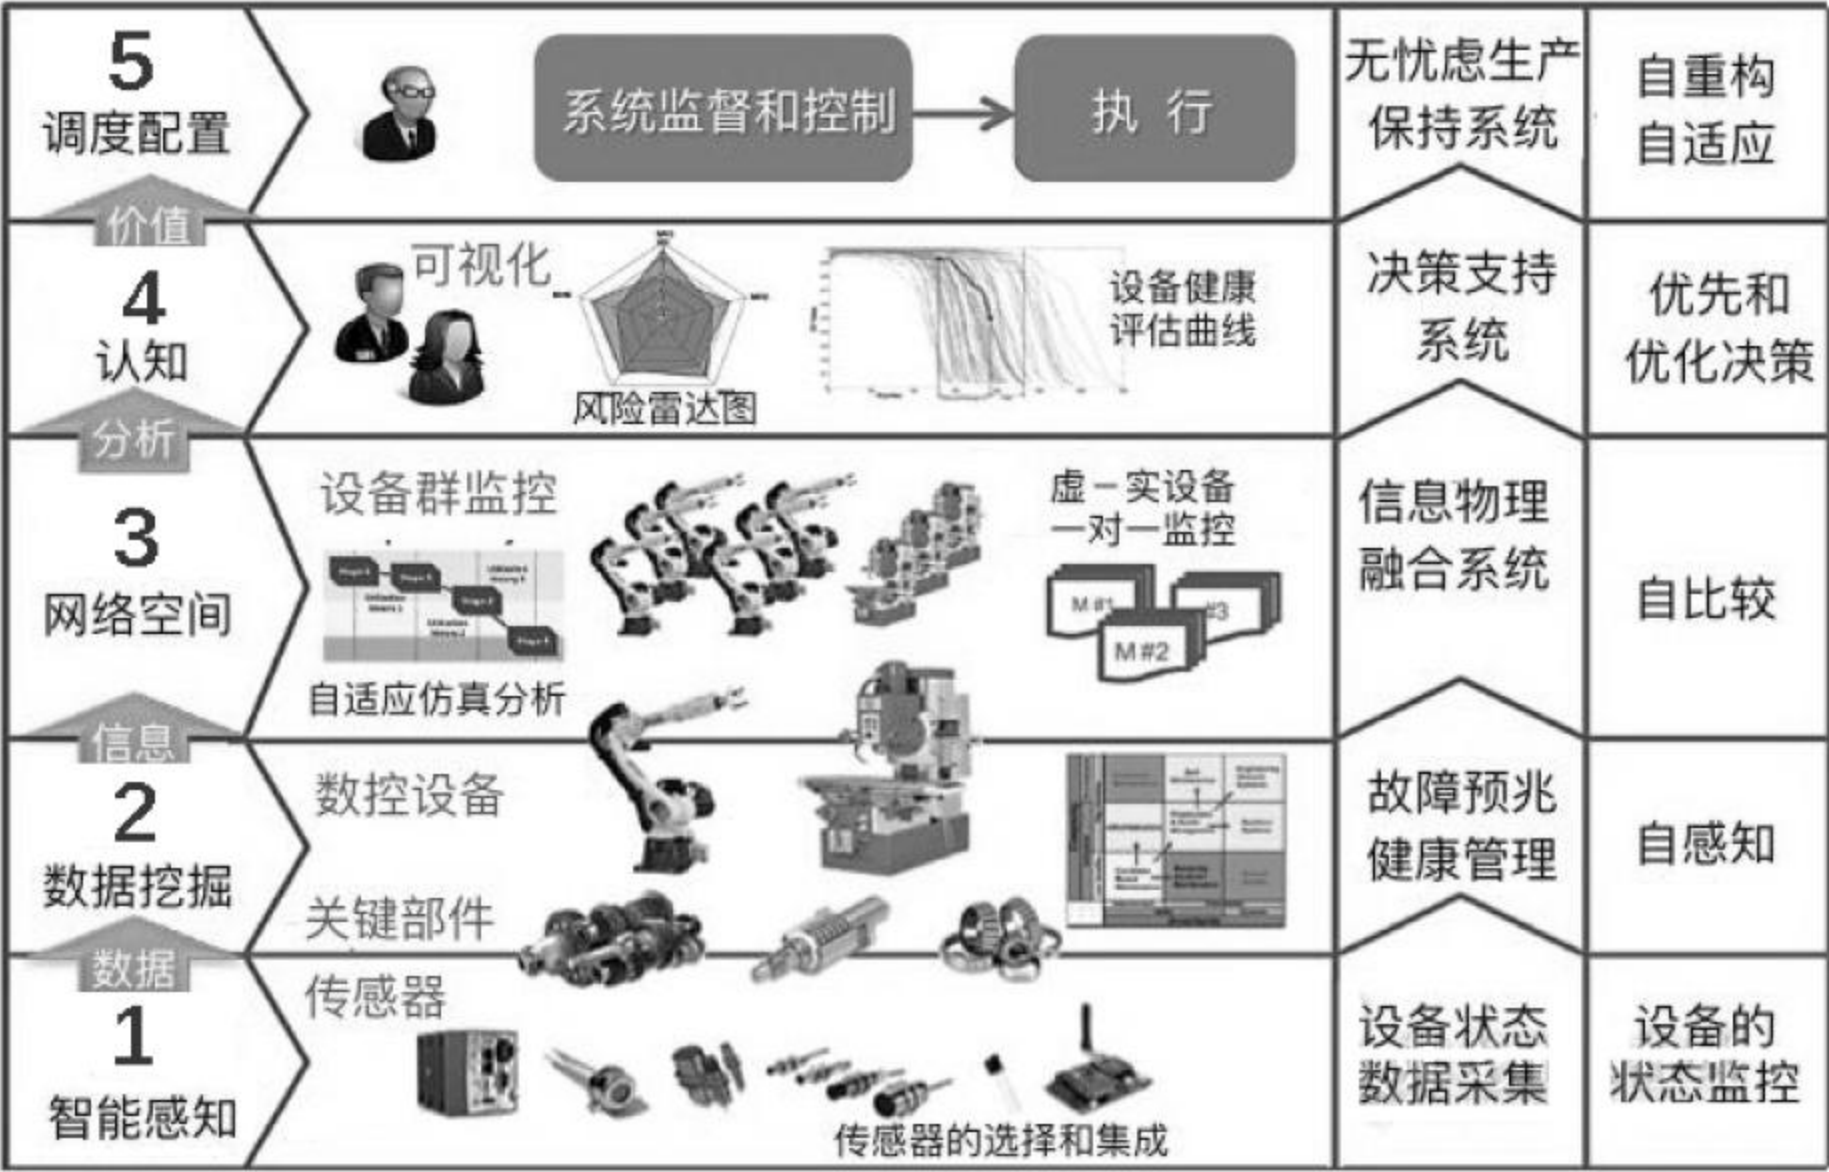 5
调度配置
系统监督和控制
执 行
无忧虑生产
保持系统
自重构
自适应
价值
4
认知
可视化
风险雷达图
设备健康
评估曲线
决策支持
系统
优先和
优化决策
分析
3
网络空间
设备群监控
自适应仿真分析
虚－实设备
一对一监控
M #1
M #2
#3
信息物理
融合系统
自比较
信息
2
数据挖掘
数控设备
关键部件
故障预兆
健康管理
自感知
数据
1
智能感知
传感器
传感器的选择和集成
设备状态
数据采集
设备的
状态监控